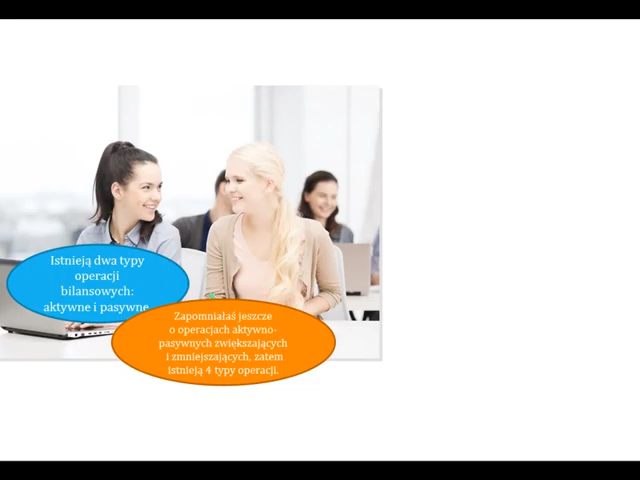 Istnieją dwa typy
operacji
bilansowych:
aktywne i pasywne
Zapomniałaś jeszcze
o operacjach aktywno-
pasywnych zwiększających
i zmniejszających, zatem
istnieją 4 typy operacji.